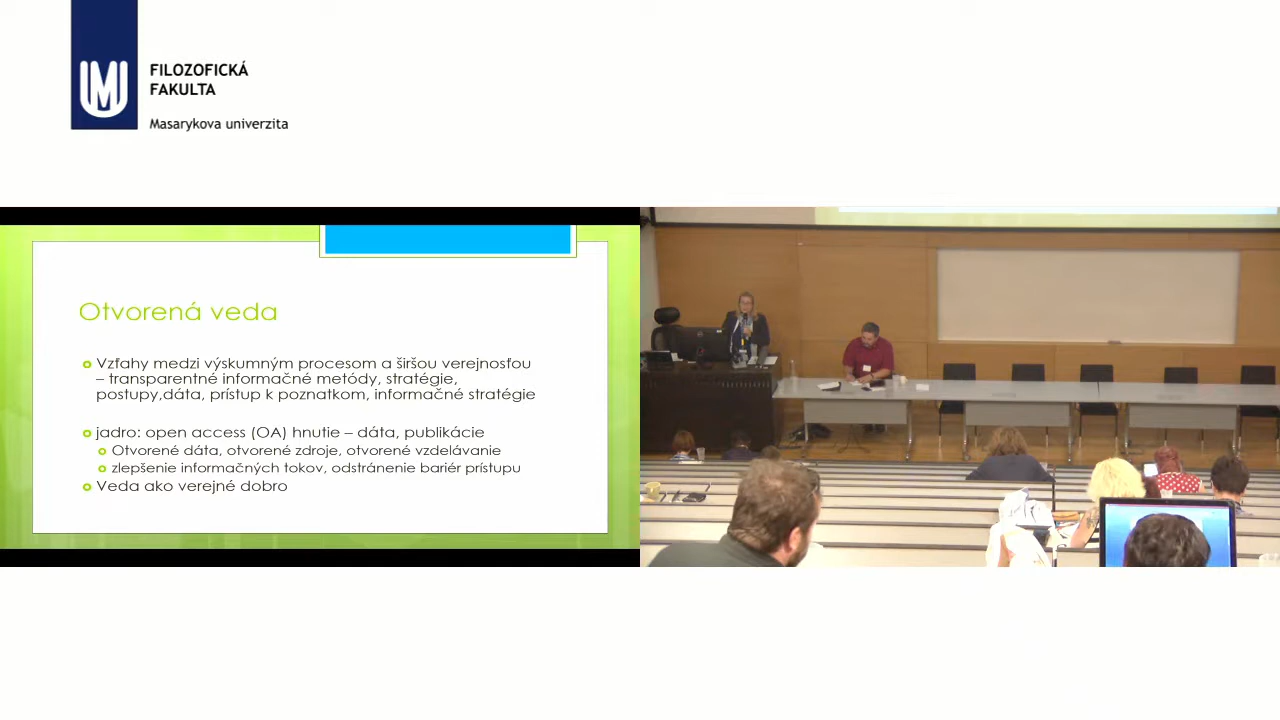 FILOZOFICKÁ
FAKULTA
Masarykova univerzita
Otvorená veda
Vzťahy medzi výskumným procesom a širšou verejnosťou
– transparentné informačné metódy, stratégie,
postupy,dáta, prístup k poznatkom, informačné stratégie
jadro: open access (OA) hnutie – dáta, publikácie
Otvorené dáta, otvorené zdroje, otvorené vzdelávanie
zlepšenie informačných tokov, odstránenie bariér prístupu
Veda ako verejné dobro